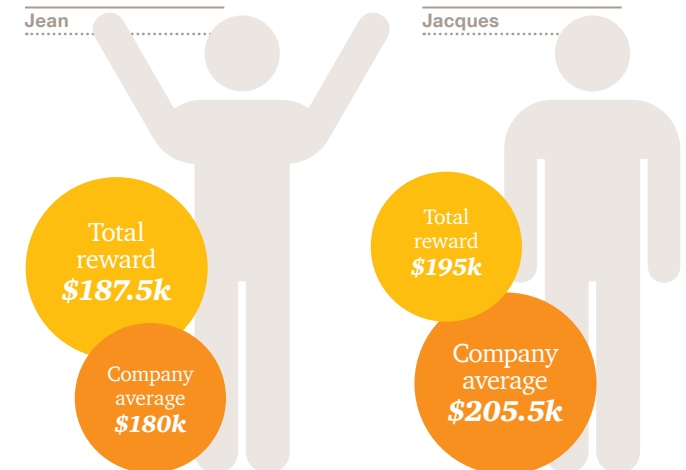 Jean
Total
reward
$187.5k
Company
average
$180k
Jacques
Total
reward
$195k
Company
average
$205.5k